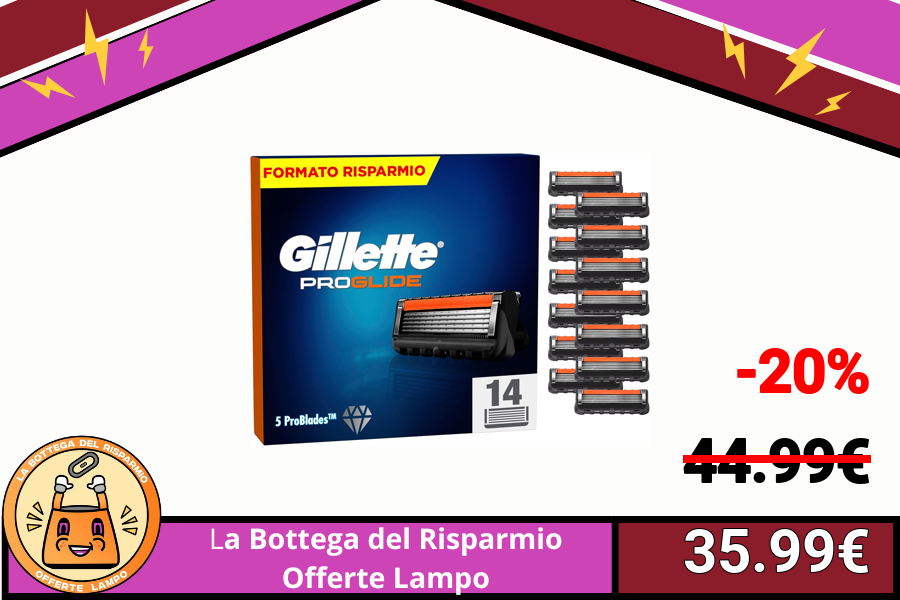 FORMATO RISPARMIO
Gillette®
PROGLIDE
14
5 ProBlades™
-20%
44.99€
35.99€
LA BOTTEGA DEL RISPARMIO
OFFERTE LAMPO
La Bottega del Risparmio
Offerte Lampo